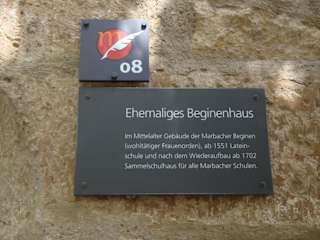 m
08
Ehemaliges Beginenhaus
Im Mittelalter Gebäude der Marbacher Beginen
(wohltätiger Frauenorden), ab 1551 Latein-
schule und nach dem Wiederaufbau ab 1702
Sammelschulhaus für alle Marbacher Schulen.